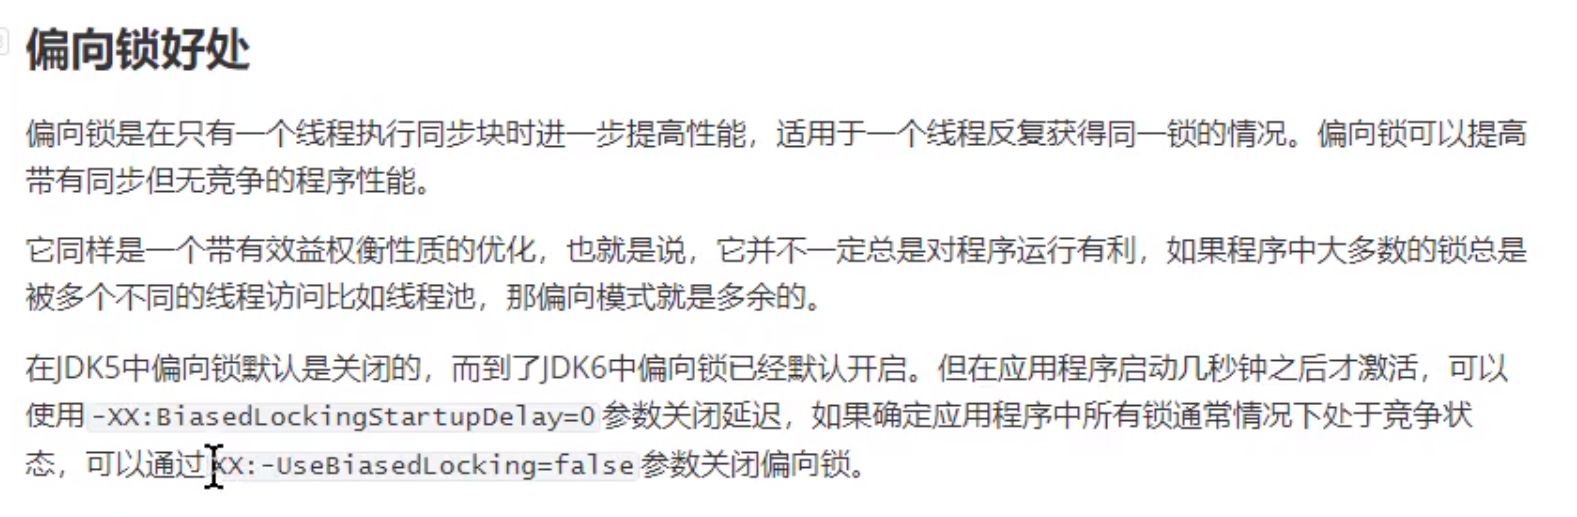 偏向锁好处
偏向锁是在只有一个线程执行同步块时进一步提高性能，适用于一个线程反复获得同一锁的情况。偏向锁可以提高
带有同步但无竞争的程序性能。
它同样是一个带有效益权衡性质的优化，也就是说，它并不一定总是对程序运行有利，如果程序中大多数的锁总是
被多个不同的线程访问比如线程池，那偏向模式就是多余的。
在JDK5中偏向锁默认是关闭的，而到了JDK6中偏向锁已经默认开启。但在应用程序启动几秒钟之后才激活，可以
使用 -XX:BiasedLockingStartupDelay=0 参数关闭延迟，如果确定应用程序中所有锁通常情况下处于竞争状
态，可以通过 XX:-UseBiasedLocking=false 参数关闭偏向锁。